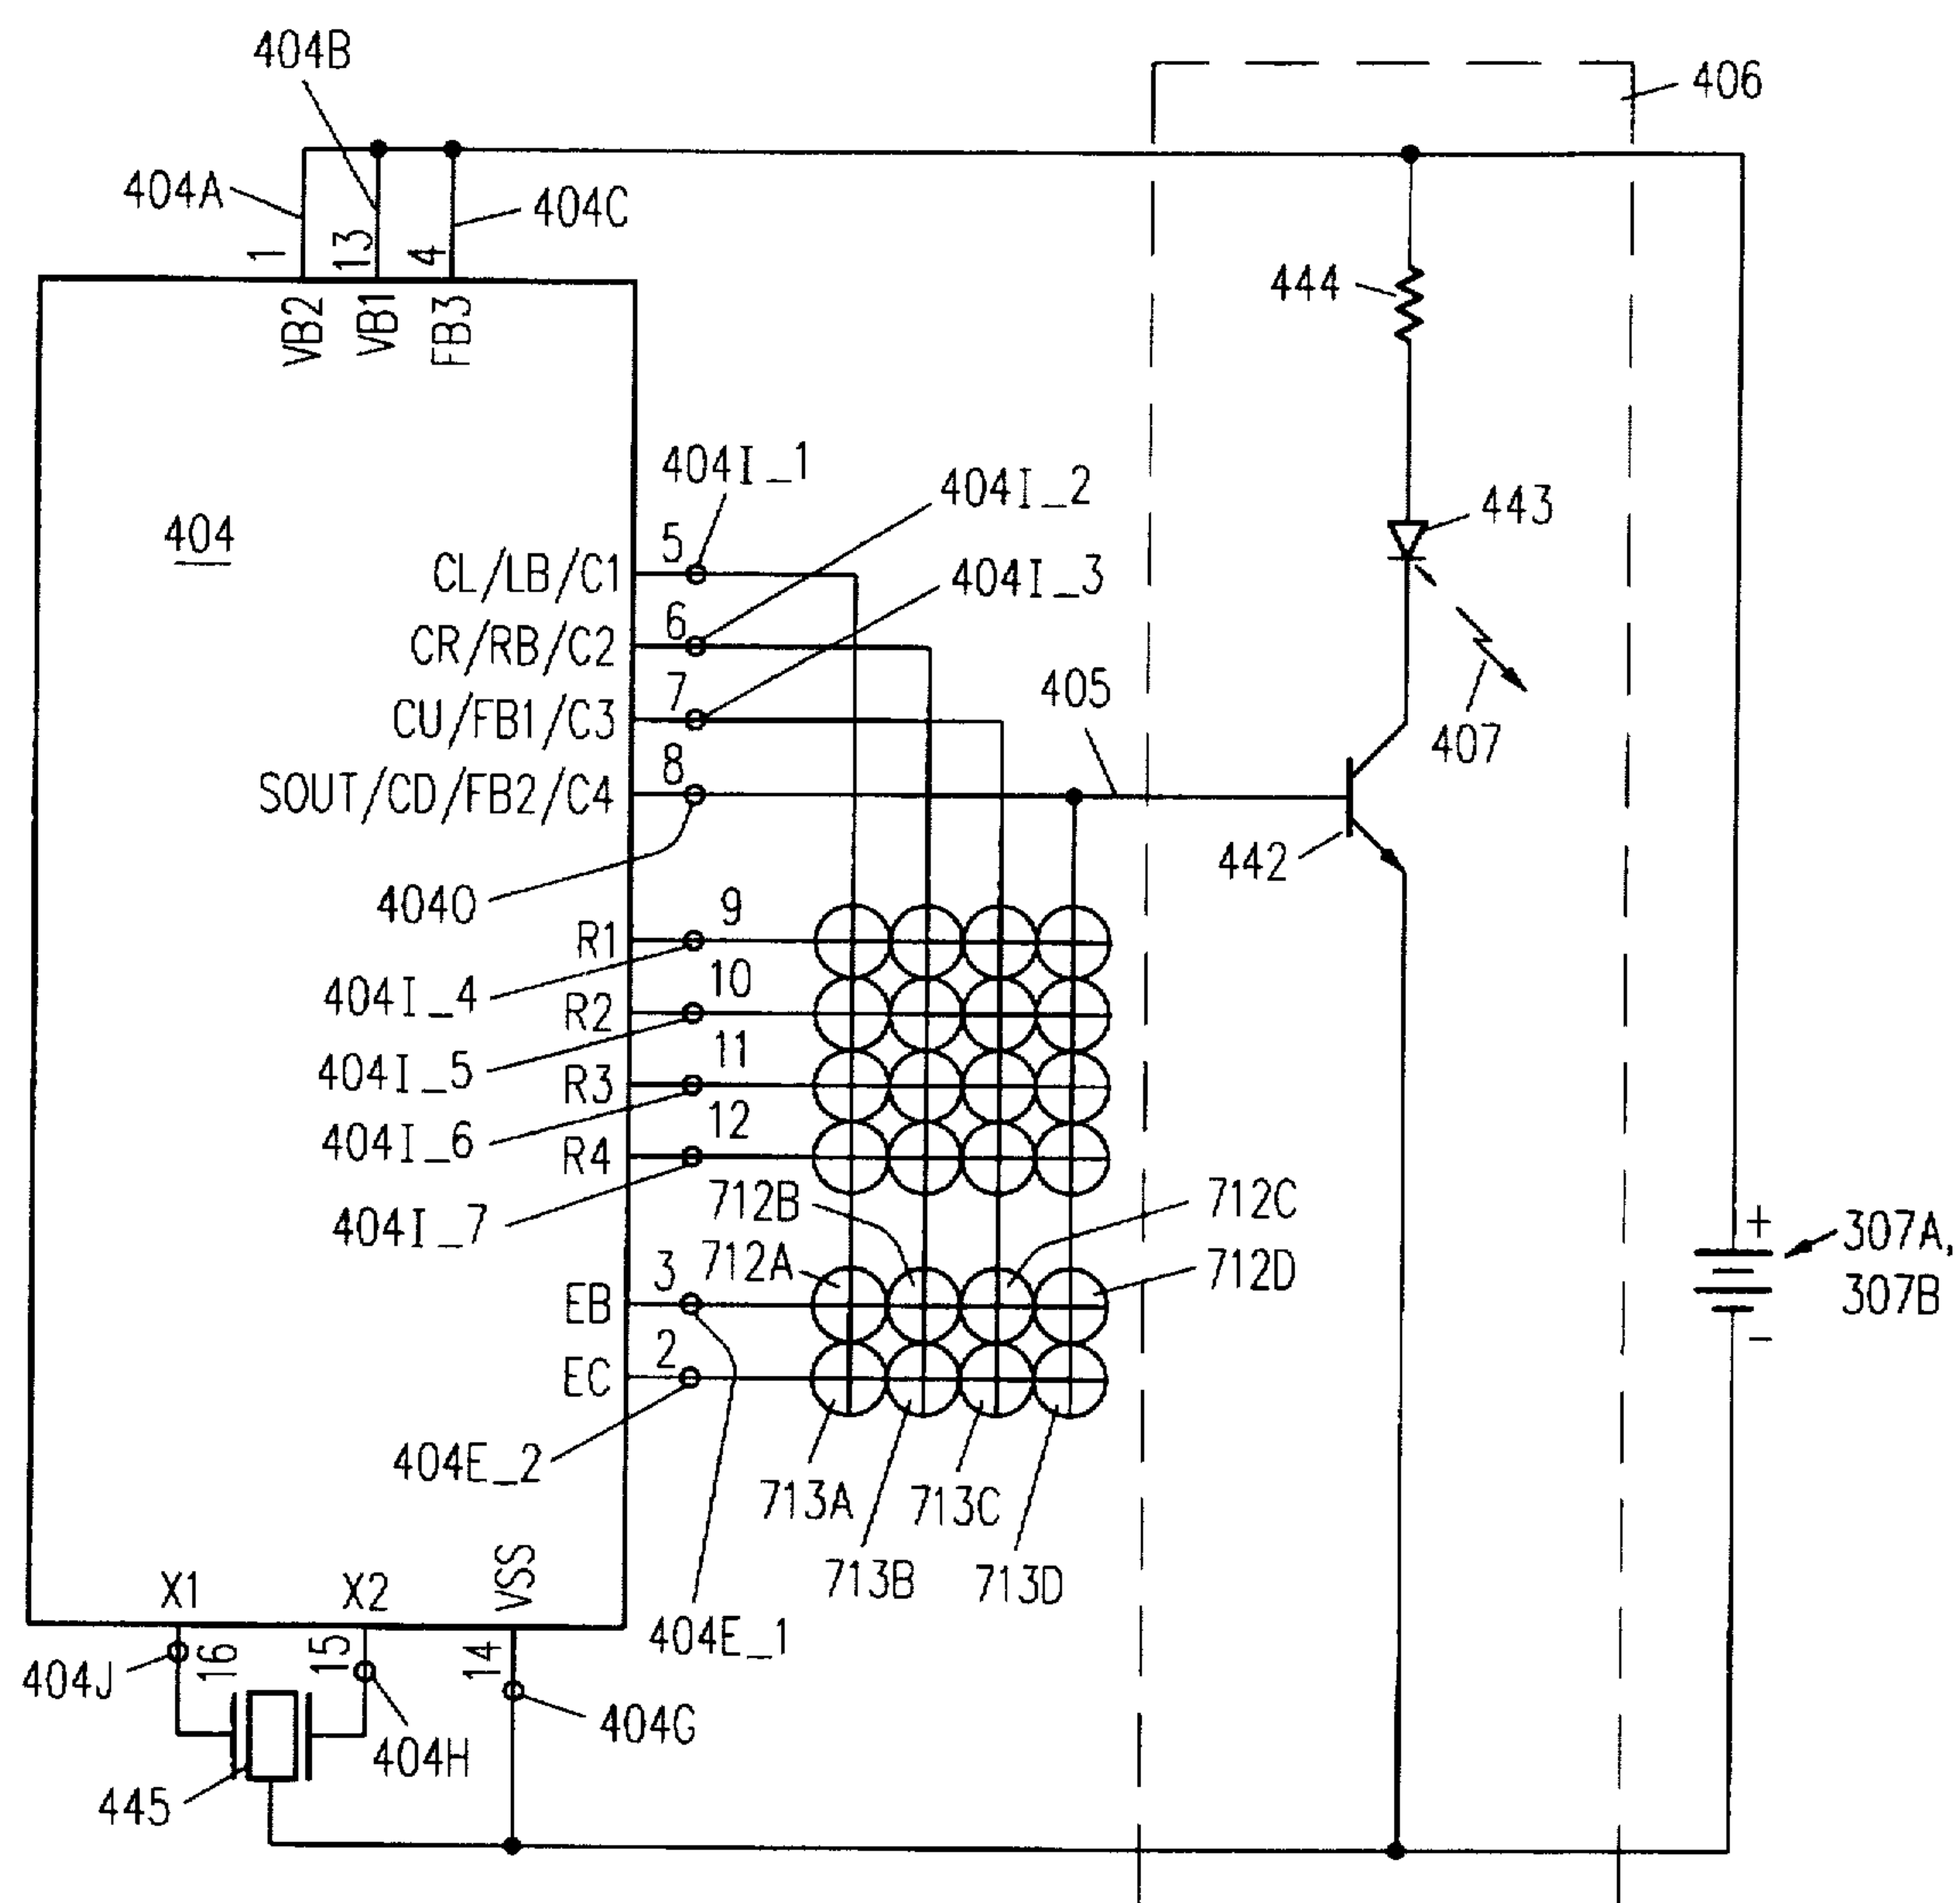 404B
406
404A
404C
1
13
4
VB2
VB1
FB3
444
404I_1
404I_2
443
404
5
CL/LB/C1
404I_3
6
CR/RB/C2
7
405
CU/FB1/C3
407
8
SOUT/CD/FB2/C4
442
404O
9
R1
404I_4
10
R2
404I_5
11
R3
404I_6
12
R4
712B
712C
404I_7
+
307A,
307B
712A
712D
3
EB
2
EC
−
404E_2
713A
713C
713B
713D
X1
X2
VSS
404E_1
16
15
14
404J
404H
404G
445